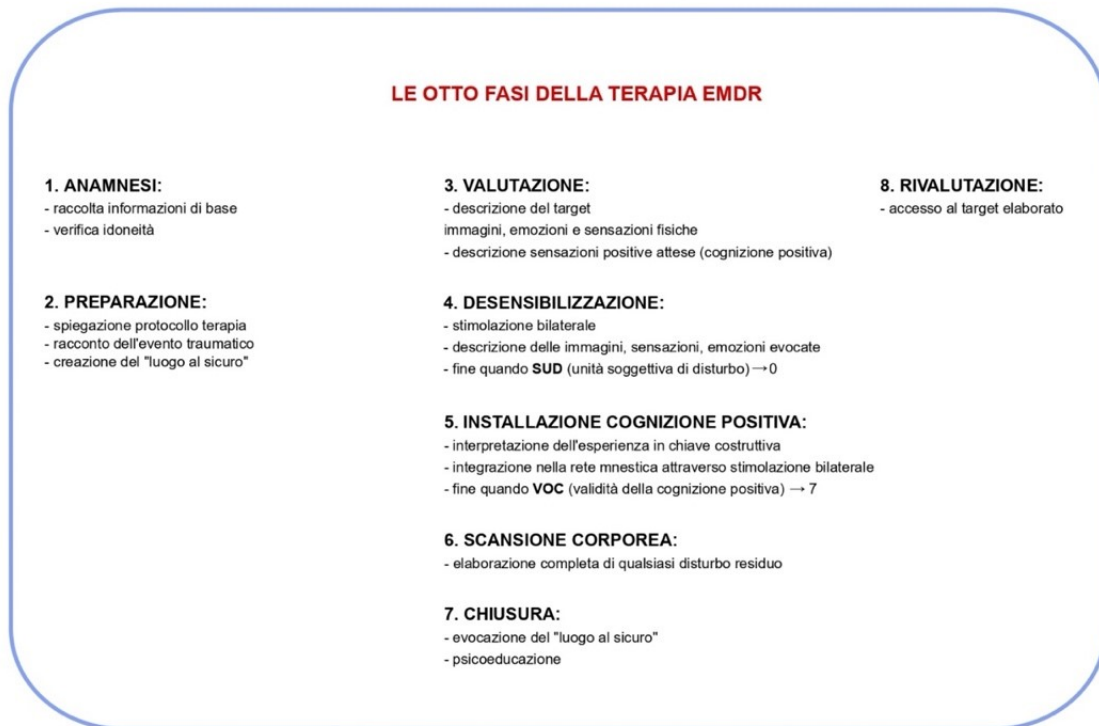 LE OTTO FASI DELLA TERAPIA EMDR
1. ANAMNESI:
- raccolta informazioni di base
- verifica idoneità
2. PREPARAZIONE:
- spiegazione protocollo terapia
- racconto dell'evento traumatico
- creazione del "luogo al sicuro"
3. VALUTAZIONE:
- descrizione del target
immagini, emozioni e sensazioni fisiche
- descrizione sensazioni positive attese (cognizione positiva)
4. DESENSIBILIZZAZIONE:
- stimolazione bilaterale
- descrizione delle immagini, sensazioni, emozioni evocate
- fine quando SUD (unità soggettiva di disturbo)→0
5. INSTALLAZIONE COGNIZIONE POSITIVA:
- interpretazione dell'esperienza in chiave costruttiva
- integrazione nella rete mnestica attraverso stimolazione bilaterale
- fine quando VOC (validità della cognizione positiva) → 7
6. SCANSIONE CORPOREA:
- elaborazione completa di qualsiasi disturbo residuo
7. CHIUSURA:
- evocazione del "luogo al sicuro"
- psicoeducazione
8. RIVALUTAZIONE:
- accesso al target elaborato